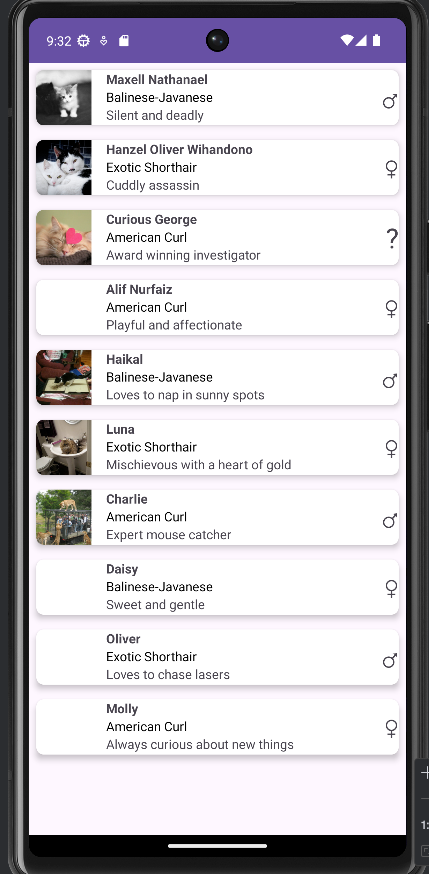 9:32
Maxell Nathanael
Balinese-Javanese
Silent and deadly
♂
Hanzel Oliver Wihandono
Exotic Shorthair
Cuddly assassin
♀
Curious George
American Curl
Award winning investigator
?
Alif Nurfaiz
American Curl
Playful and affectionate
♀
Haikal
Balinese-Javanese
Loves to nap in sunny spots
♂
Luna
Exotic Shorthair
Mischievous with a heart of gold
♀
Charlie
American Curl
Expert mouse catcher
♂
Daisy
Balinese-Javanese
Sweet and gentle
♀
Oliver
Exotic Shorthair
Loves to chase lasers
♂
Molly
American Curl
Always curious about new things
♀
1: